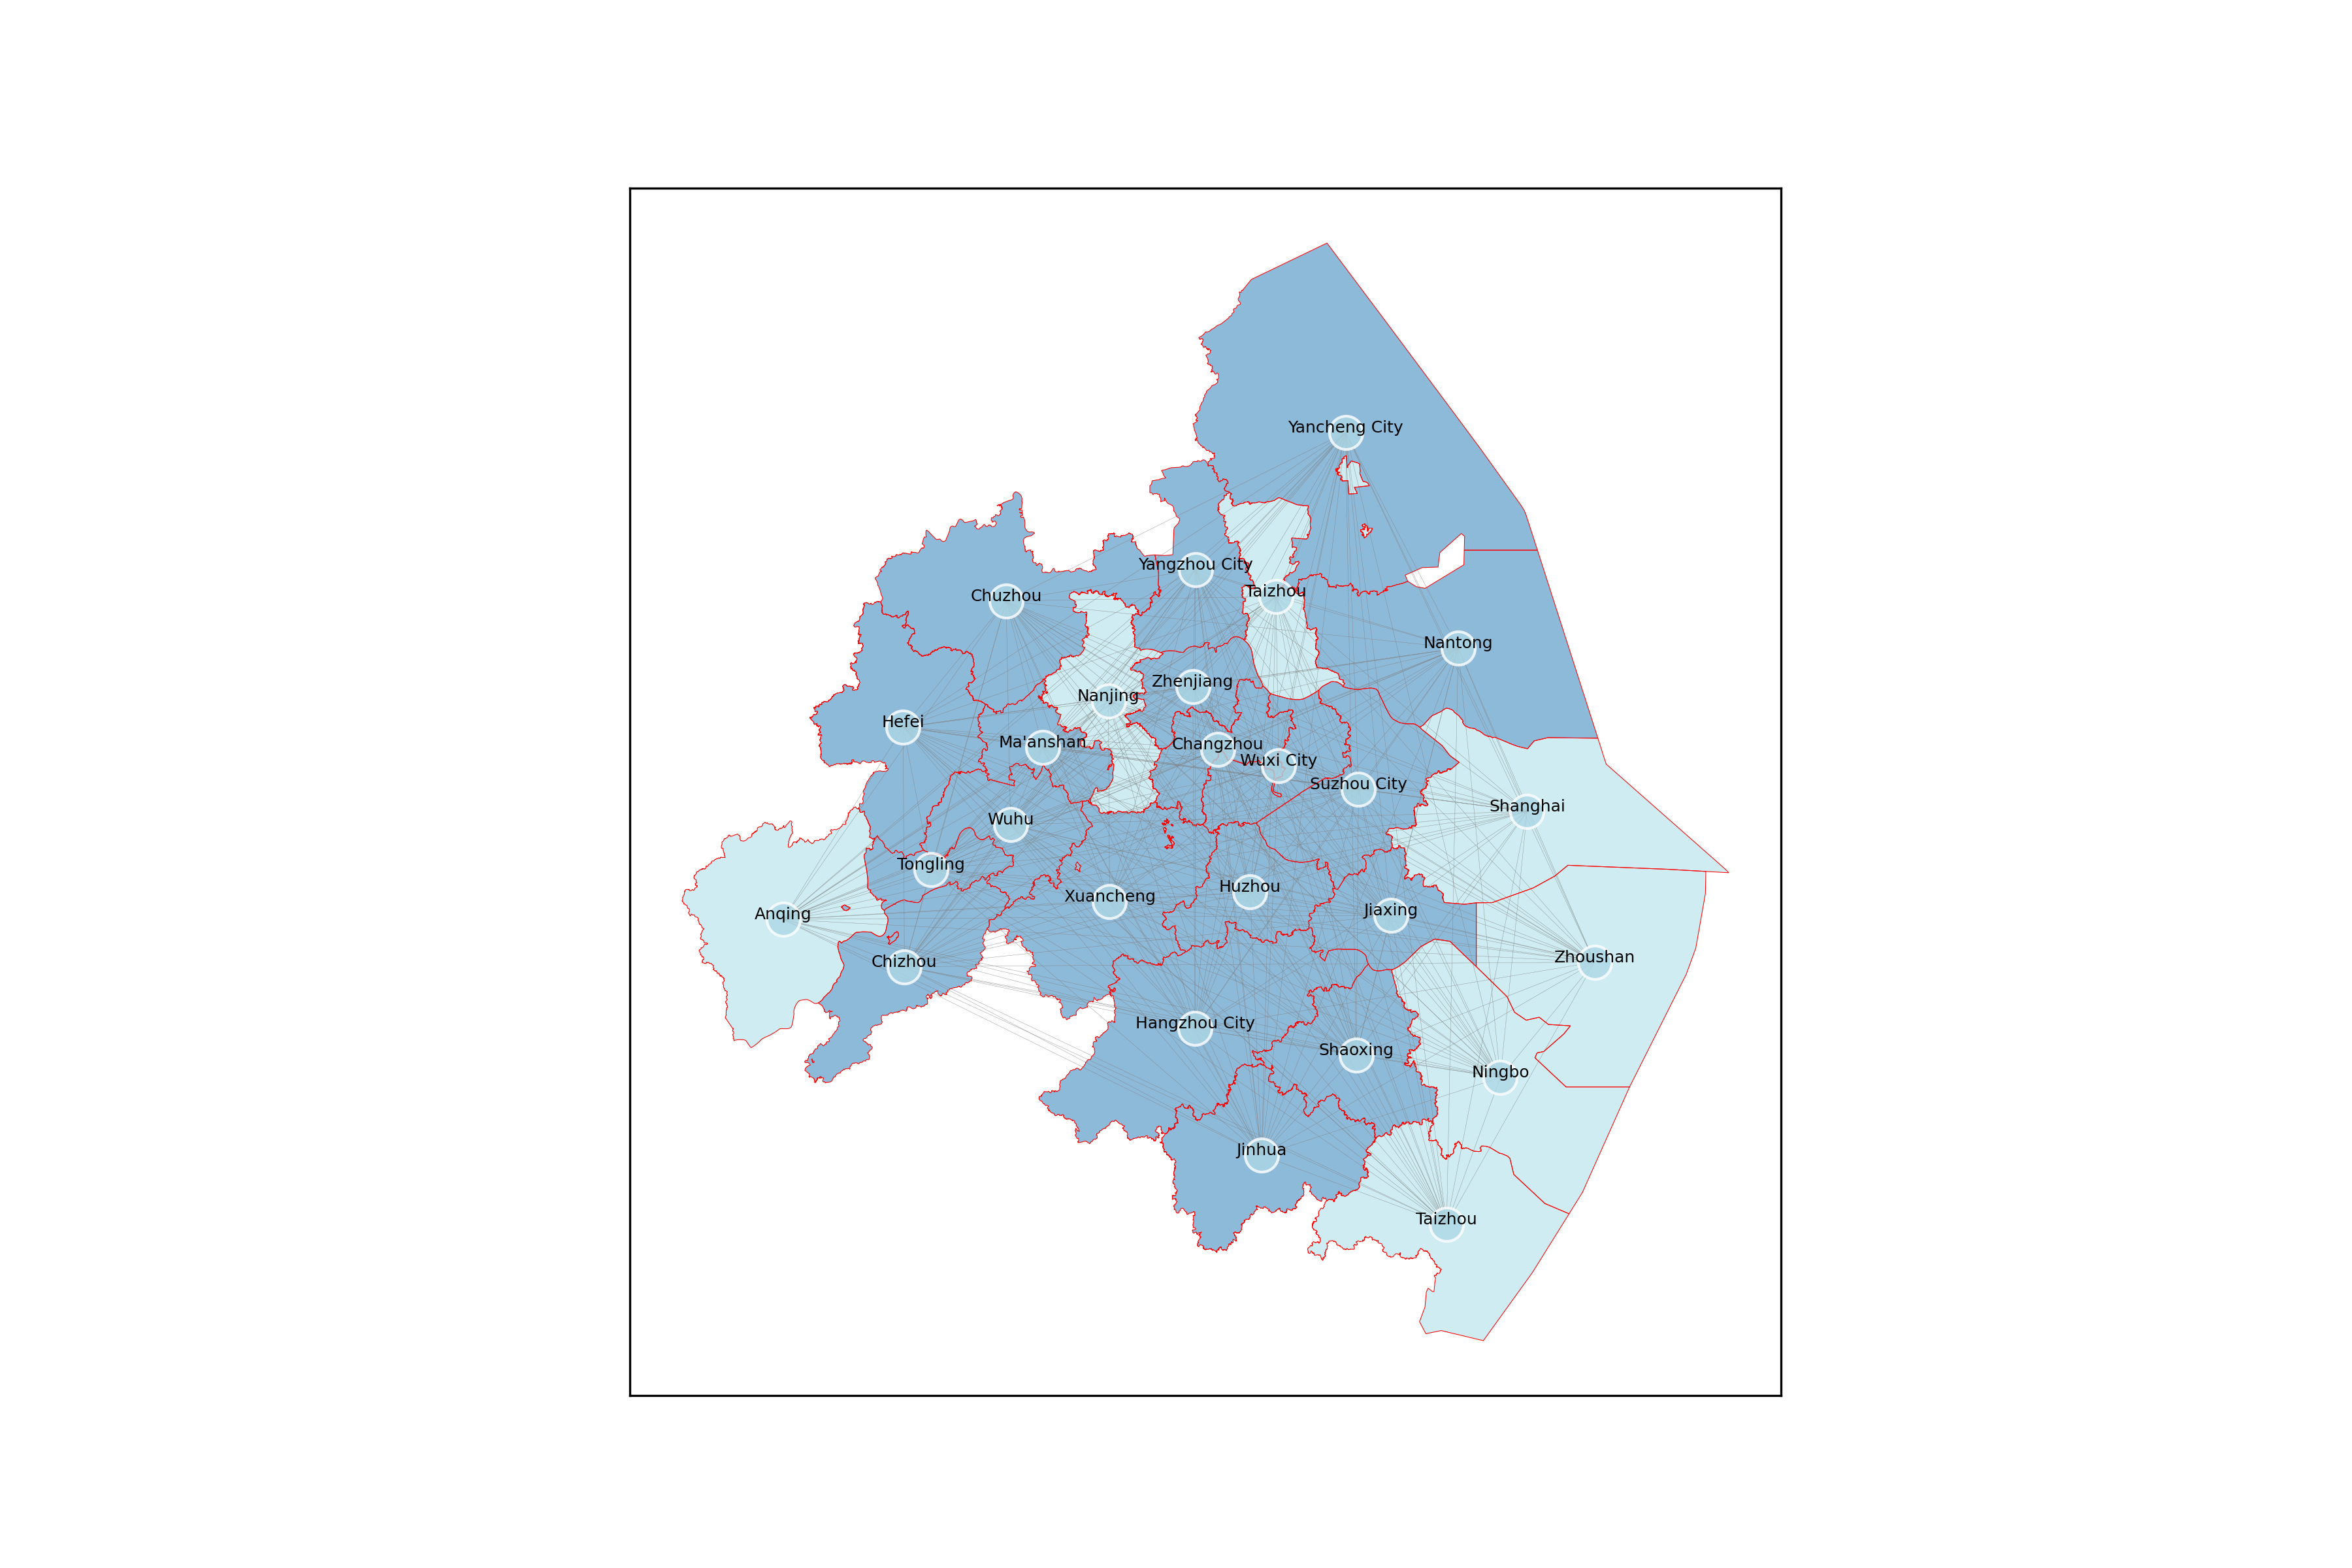 Yancheng City
Yangzhou City
Taizhou
Chuzhou
Nantong
Zhenjiang
Nanjing
Hefei
Ma'anshan
Changzhou
Wuxi City
Suzhou City
Shanghai
Wuhu
Tongling
Huzhou
Xuancheng
Jiaxing
Anqing
Zhoushan
Chizhou
Hangzhou City
Shaoxing
Ningbo
Jinhua
Taizhou